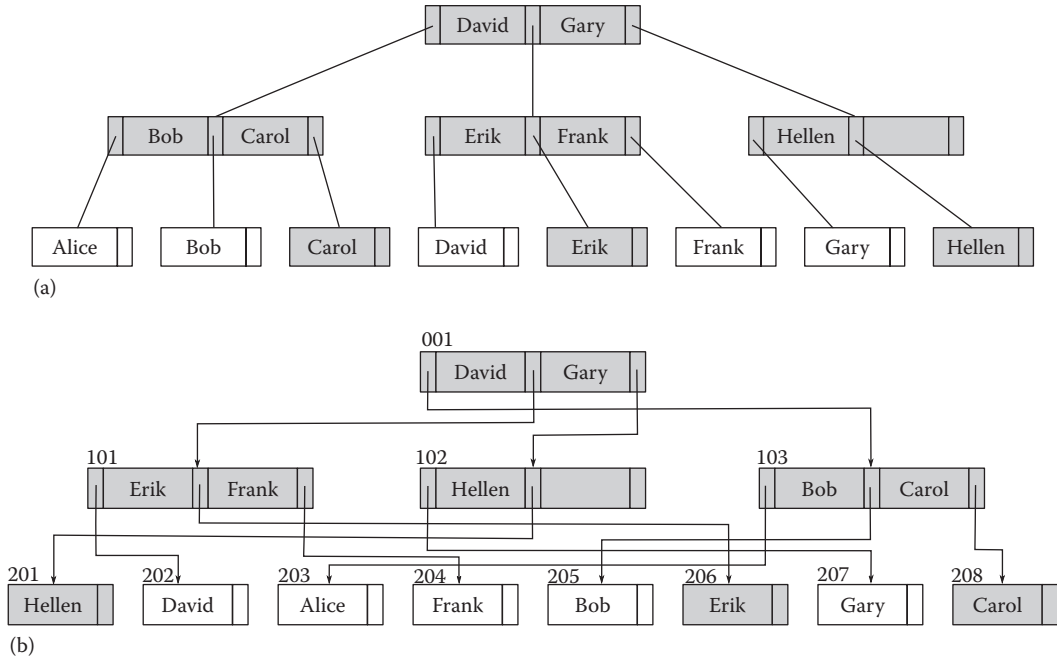 David Gary
Bob Carol Erik Frank Hellen
Alice Bob Carol David Erik Frank Gary Hellen
(a)
001
David Gary
101 102 103
Erik Frank Hellen Bob Carol
201 202 203 204 205 206 207 208
Hellen David Alice Frank Bob Erik Gary Carol
(b)